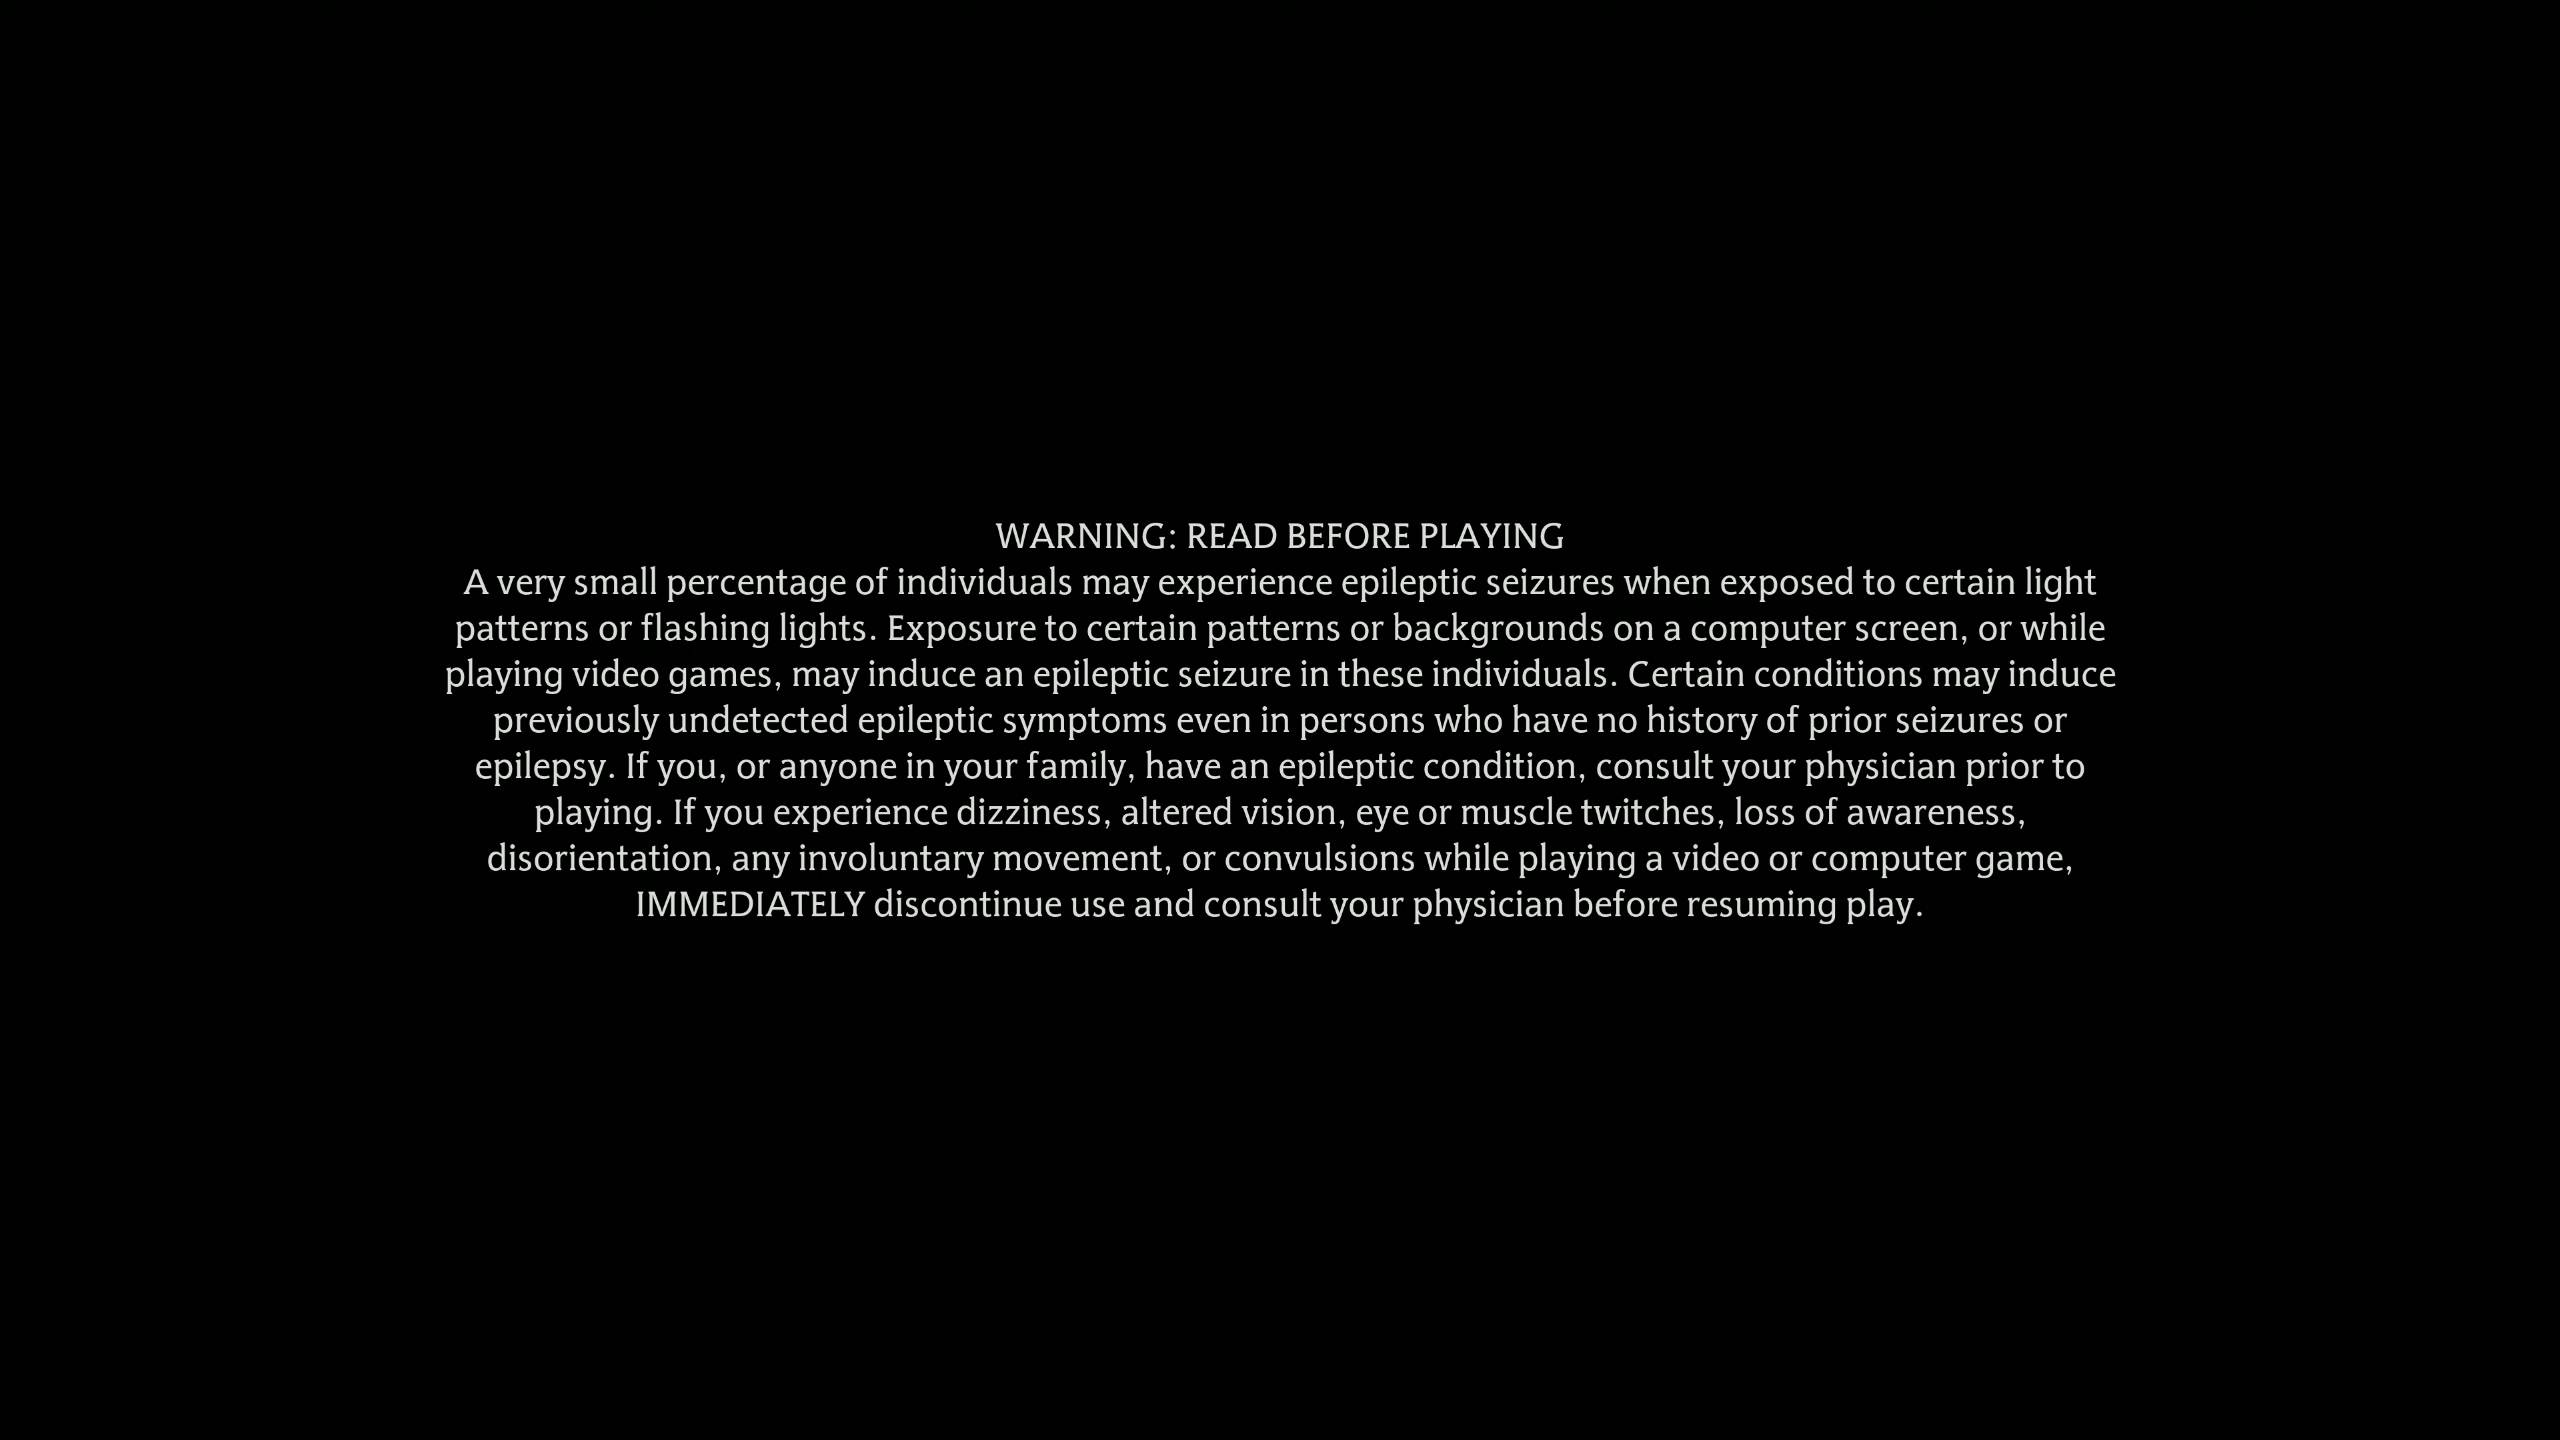 WARNING: READ BEFORE PLAYING
A very small percentage of individuals may experience epileptic seizures when exposed to certain light
patterns or flashing lights. Exposure to certain patterns or backgrounds on a computer screen, or while
playing video games, may induce an epileptic seizure in these individuals. Certain conditions may induce
previously undetected epileptic symptoms even in persons who have no history of prior seizures or
epilepsy. If you, or anyone in your family, have an epileptic condition, consult your physician prior to
playing. If you experience dizziness, altered vision, eye or muscle twitches, loss of awareness,
disorientation, any involuntary movement, or convulsions while playing a video or computer game,
IMMEDIATELY discontinue use and consult your physician before resuming play.